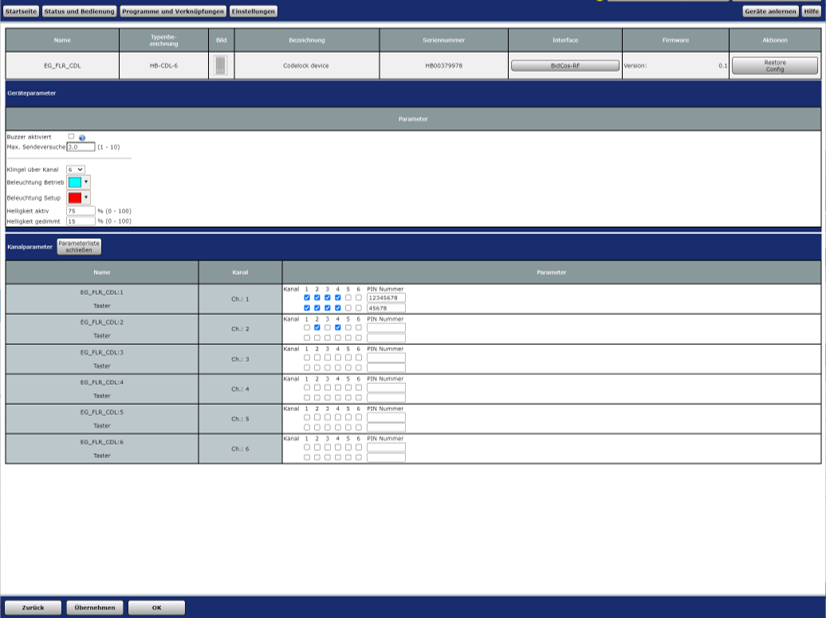 Startseite Status und Bedienung Programme und Verknüpfungen Einstellungen Geräte anlernen Hilfe
Name Typenbe- Bild Bezeichnung Seriennummer Interface Firmware Aktionen
zeichnung
EG_FLR_CDL HB-CDL-6 Codelock device HB00379978 BidCos-RF Version: 0.1 Restore
Config
Geräteparameter
Parameter
Buzzer aktiviert
Max. Sendeversuche 3.0 (1 - 10)
Klingel über Kanal 6
Beleuchtung Betrieb
Beleuchtung Setup
Helligkeit aktiv 75 % (0 - 100)
Helligkeit gedimmt 15 % (0 - 100)
Kanalparameter Parameterliste
schließen
Name Kanal Parameter
EG_FLR_CDL:1
Taster
Ch.: 1
Kanal 1 2 3 4 5 6 PIN Nummer
12345678
45678
EG_FLR_CDL:2
Taster
Ch.: 2
Kanal 1 2 3 4 5 6 PIN Nummer
EG_FLR_CDL:3
Taster
Ch.: 3
Kanal 1 2 3 4 5 6 PIN Nummer
EG_FLR_CDL:4
Taster
Ch.: 4
Kanal 1 2 3 4 5 6 PIN Nummer
EG_FLR_CDL:5
Taster
Ch.: 5
Kanal 1 2 3 4 5 6 PIN Nummer
EG_FLR_CDL:6
Taster
Ch.: 6
Kanal 1 2 3 4 5 6 PIN Nummer
Zurück Übernehmen OK